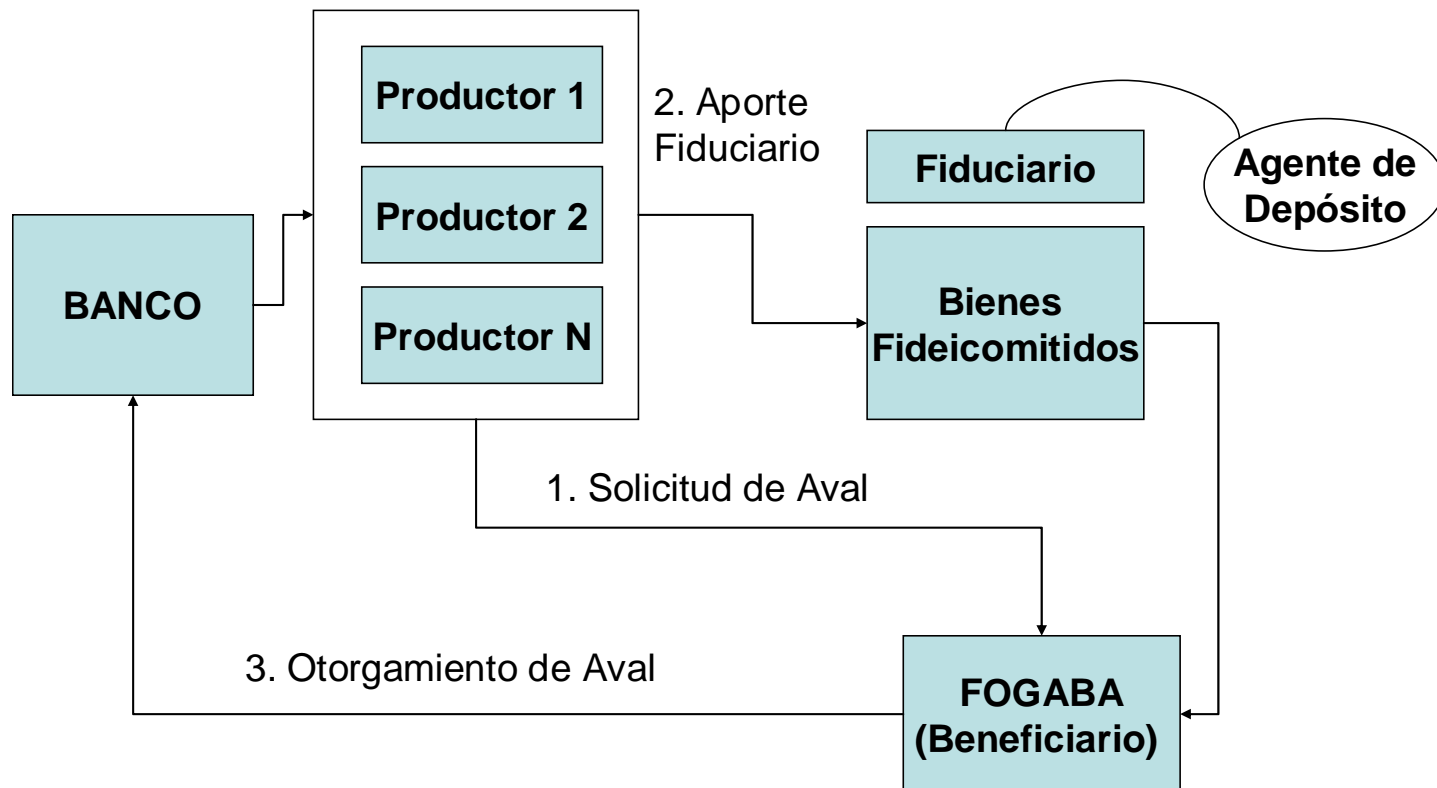 Productor 1
2. Aporte
Fiduciario
Fiduciario
Agente de
Depósito
BANCO
Productor 2
Productor N
Bienes
Fideicomitidos
1. Solicitud de Aval
3. Otorgamiento de Aval
FOGABA
(Beneficiario)